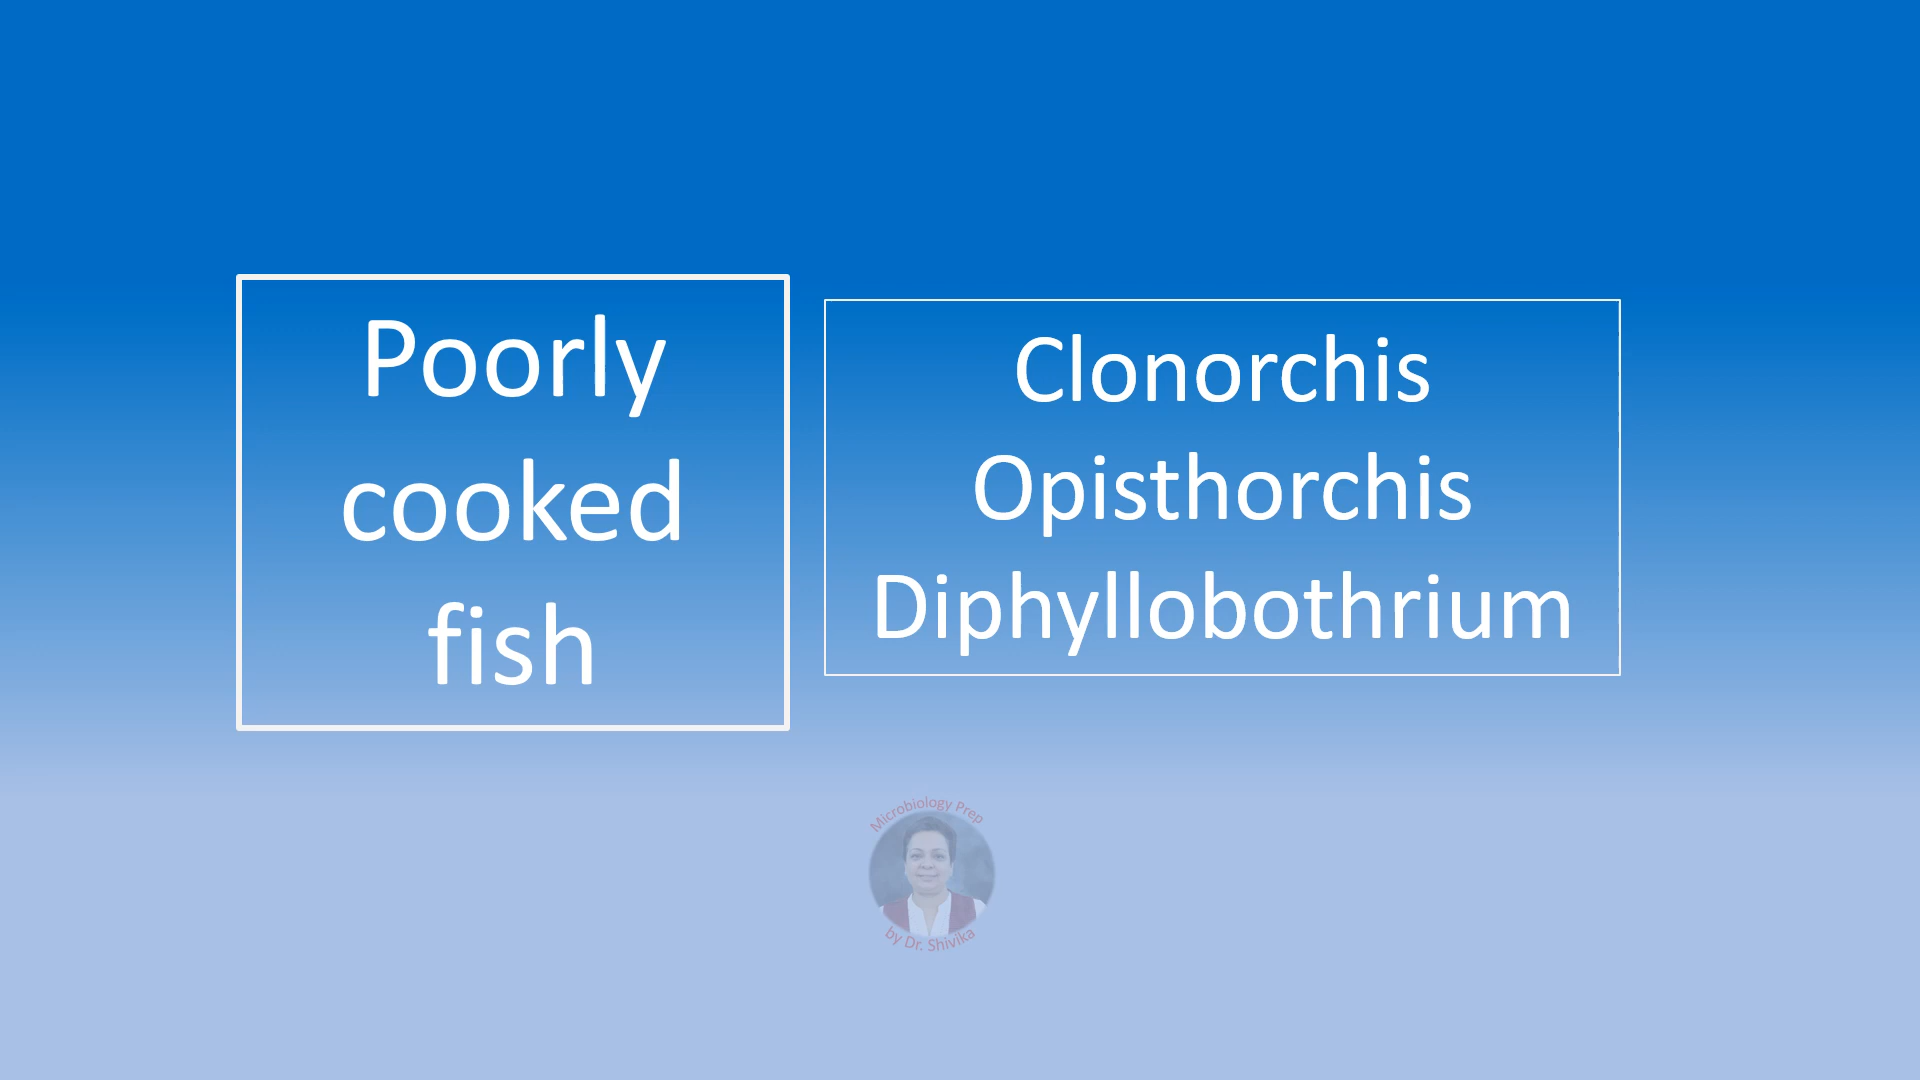 Poorly
cooked
fish
Clonorchis
Opisthorchis
Diphyllobothrium
Microbiology Prep
by Dr. Shivika